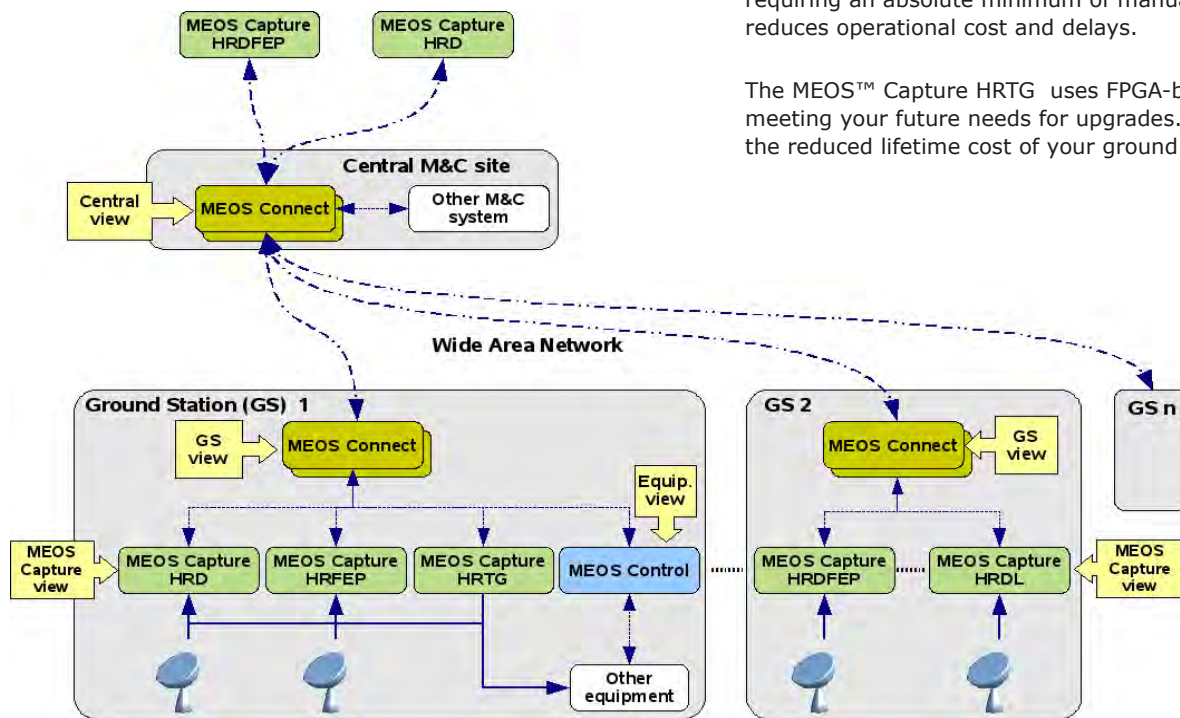 requiring an absolute minimum of
reduces operational cost and delays.
The MEOS™ Capture HRTG uses
meeting your future needs for upgrades.
the reduced lifetime cost of your ground
MEOS Capture
HRDFEP
MEOS Capture
HRD
Central M&C site
Central
view
MEOS Connect
Other M&C
system
Wide Area Network
Ground Station (GS) 1
GS
view
MEOS Connect
Equip.
view
MEOS
Capture
view
MEOS Capture
HRD
MEOS Capture
HRFEP
MEOS Capture
HRTG
MEOS Control
Other
equipment
GS 2
MEOS Connect
GS
view
MEOS Capture
HRDFEP
MEOS Capture
HRDL
MEOS
Capture
view
GS n